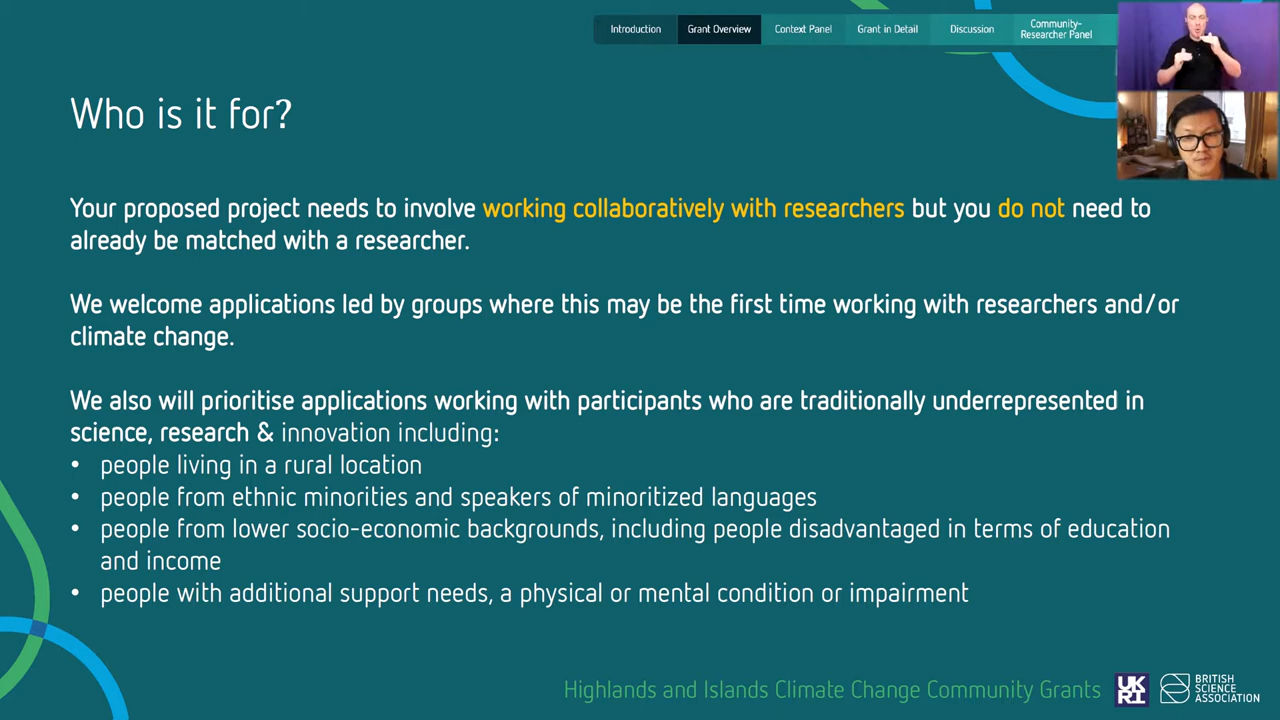 Introduction
Grant Overview
Context Panel
Grant in Detail
Discussion
Community-
Researcher Panel
Who is it for?
Your proposed project needs to involve working collaboratively with researchers but you do not need to
already be matched with a researcher.
We welcome applications led by groups where this may be the first time working with researchers and/or
climate change.
We also will prioritise applications working with participants who are traditionally underrepresented in
science, research & innovation including:
• people living in a rural location
• people from ethnic minorities and speakers of minoritized languages
• people from lower socio-economic backgrounds, including people disadvantaged in terms of education
and income
• people with additional support needs, a physical or mental condition or impairment
Highlands and Islands Climate Change Community Grants
UK
RI
BRITISH
SCIENCE
ASSOCIATION